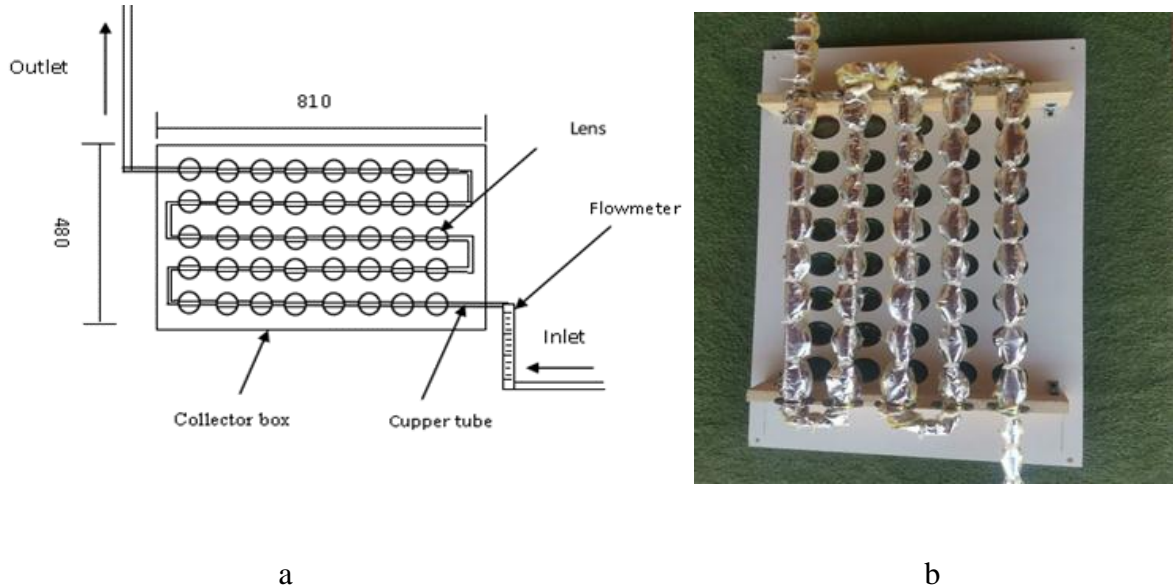 Outlet
810
Lens
Flowmeter
480
Inlet
Collector box
Cupper tube
a
b